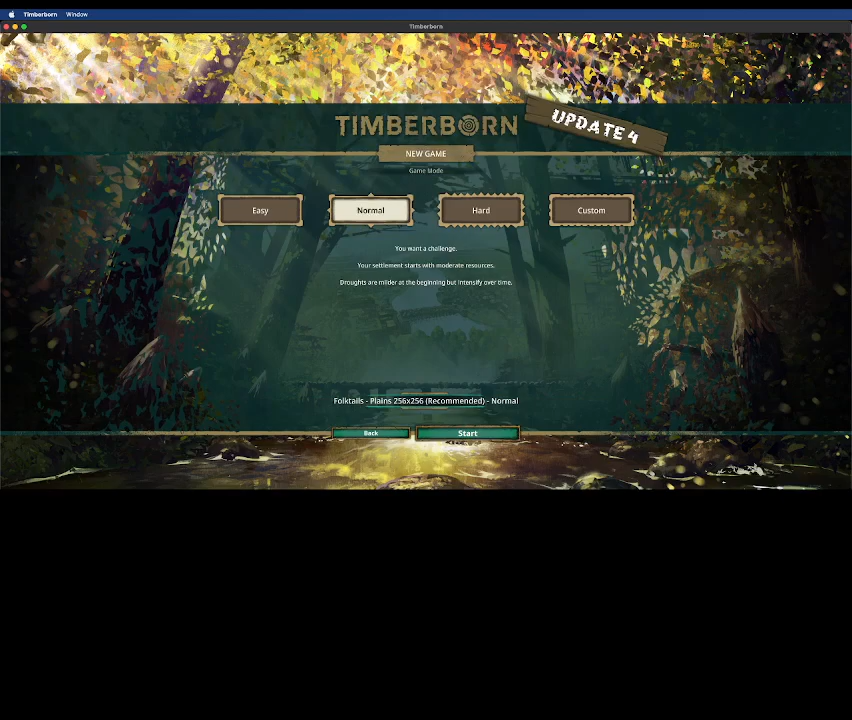 Timberborn Window
Timberborn
TIMBERBORN
UPDATE 4
NEW GAME
Game Mode
Easy
Normal
Hard
Custom
You want a challenge.
Your settlement starts with moderate resources.
Droughts are milder at the beginning but intensify over time.
Folktails - Plains 256x256 (Recommended) - Normal
Back
Start